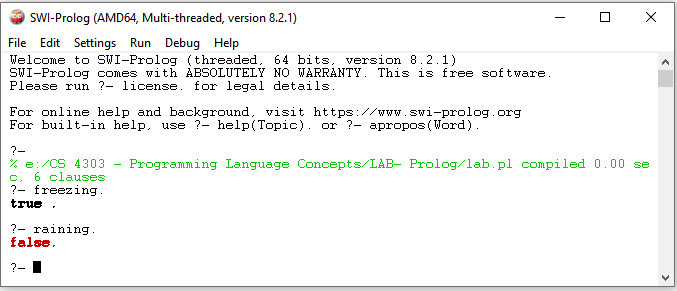 SWI-Prolog (AMD64, Multi-threaded, version 8.2.1)
File Edit Settings Run Debug Help
Welcome to SWI-Prolog (threaded, 64 bits, version 8.2.1)
SWI-Prolog comes with ABSOLUTELY NO WARRANTY. This is free software.
Please run ?- license. for legal details.
For online help and background, visit https://www.swi-prolog.org
For built-in help, use ?- help(Topic). or ?- apropos(Word).
?-
% e:/CS 4303 - Programming Language Concepts/LAB- Prolog/lab.pl compiled 0.00 se
c, 6 clauses
?- freezing.
true .
?- raining.
false.
?-